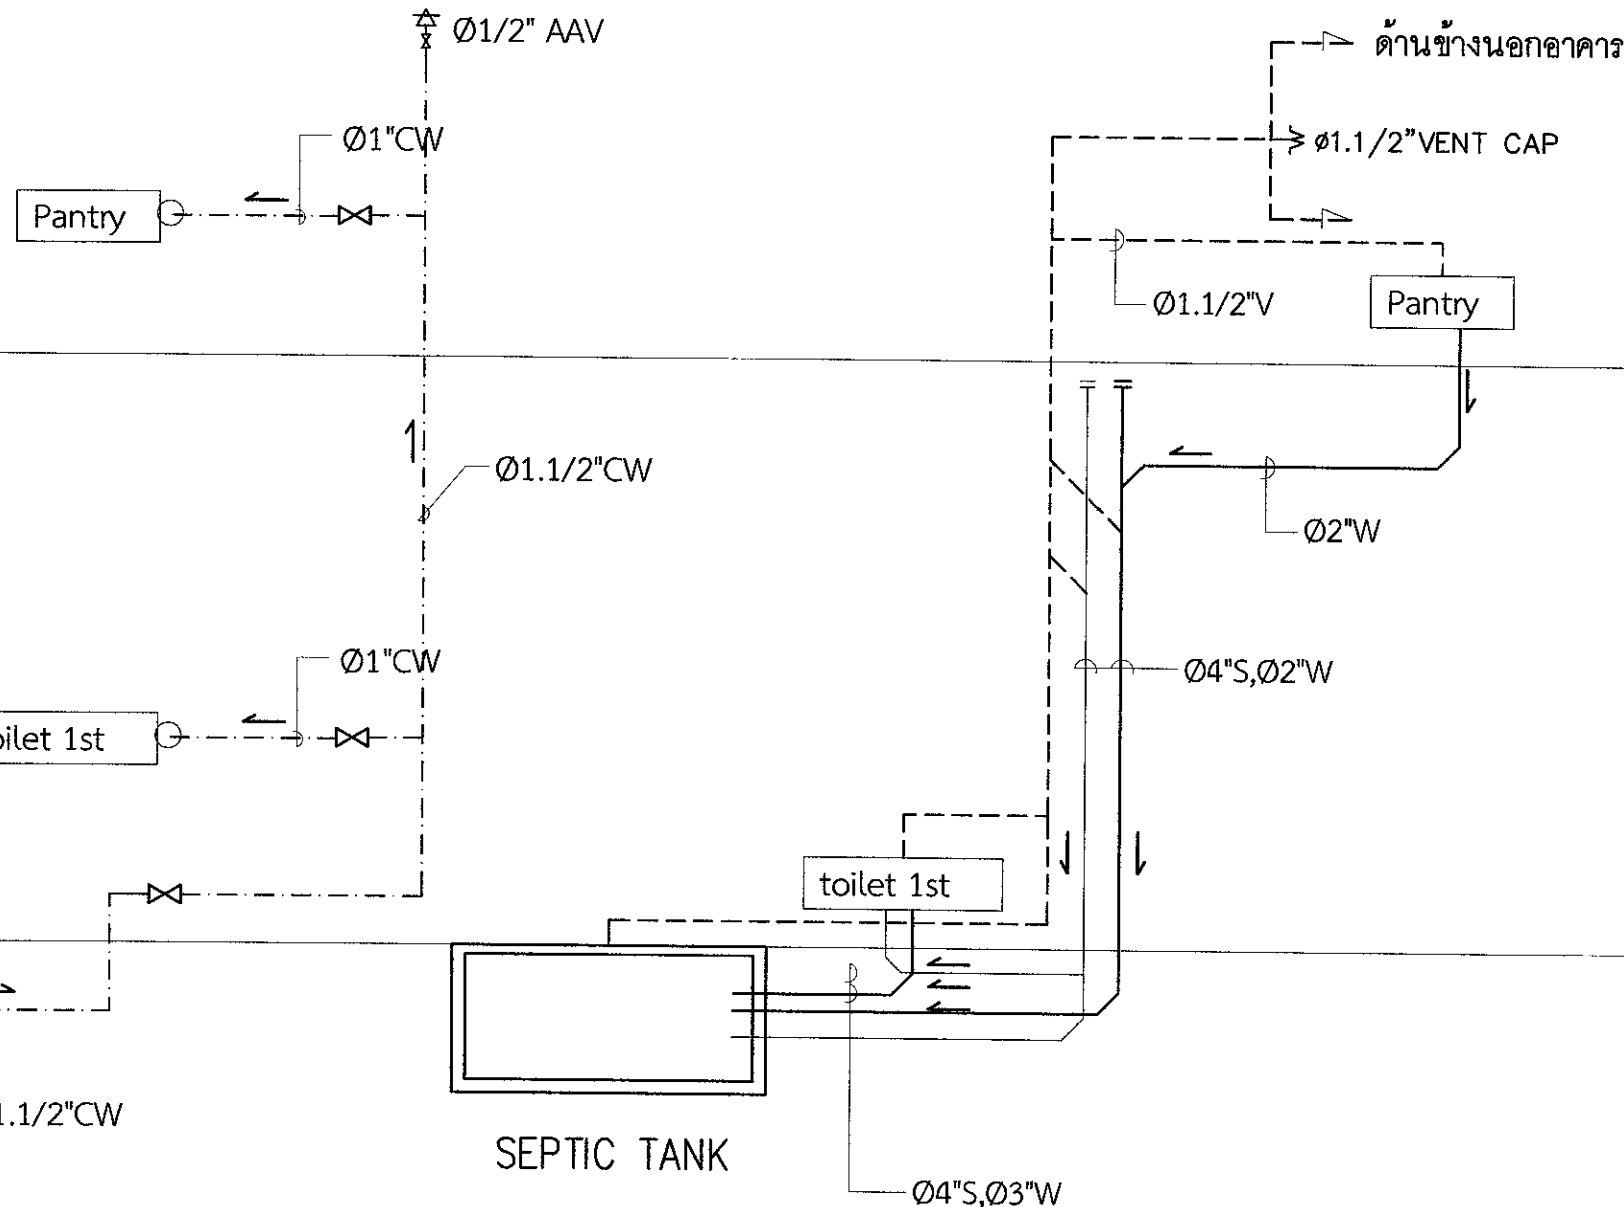 Ø1/2" AAV
ด้านข้างนอกอาคาร
Ø1"CW
ø1.1/2"VENT CAP
Pantry
Ø1.1/2"V
Pantry
Ø1.1/2"CW
Ø2"W
Ø1"CW
Ø4"S,Ø2"W
oilet 1st
toilet 1st
1.1/2"CW
SEPTIC TANK
Ø4"S,Ø3"W